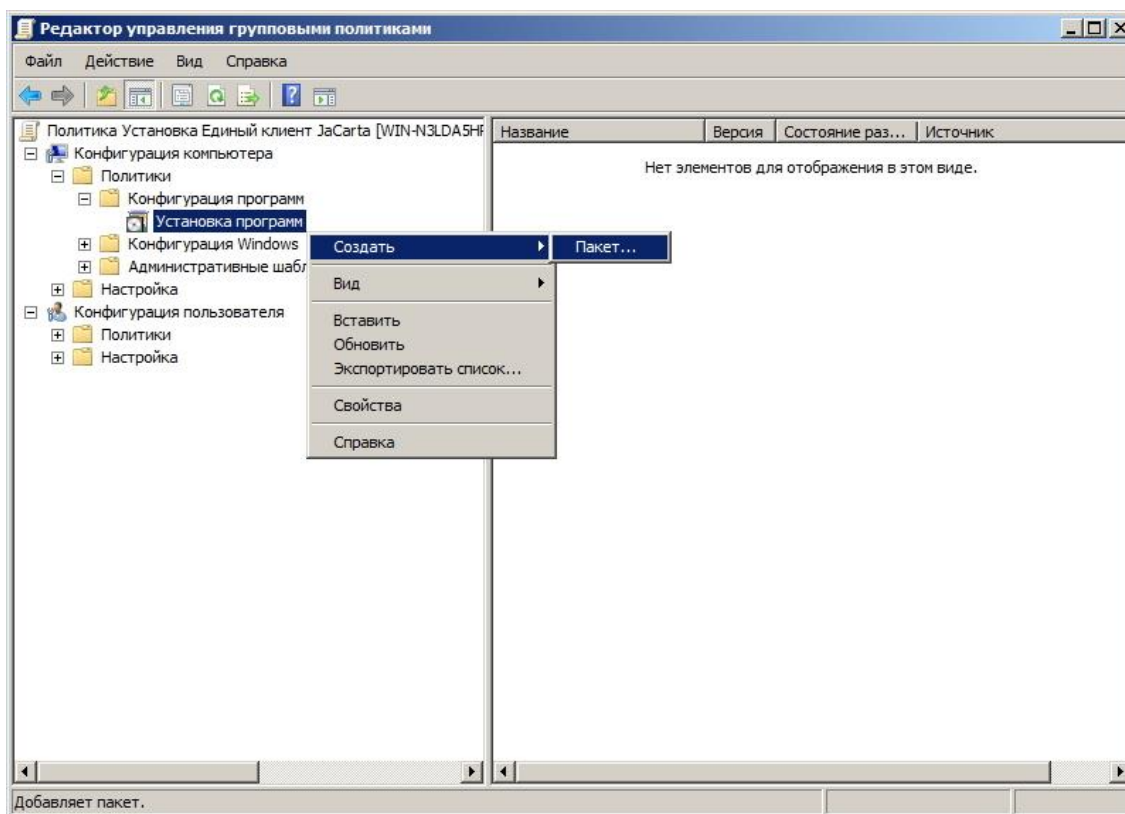 Редактор управления групповыми политиками
Файл Действие Вид Справка
Политика Установка Единый клиент JaCarta [WIN-N3LDA5HF
Название Версия Состояние раз... Источник
Конфигурация компьютера
Нет элементов для отображения в этом виде.
Политики
Конфигурация программ
Установка программ
Конфигурация Windows
Административные шабл
Настройка
Конфигурация пользователя
Политики
Настройка
Создать
Пакет...
Вид
Вставить
Обновить
Экспортировать список...
Свойства
Справка
Добавляет пакет.